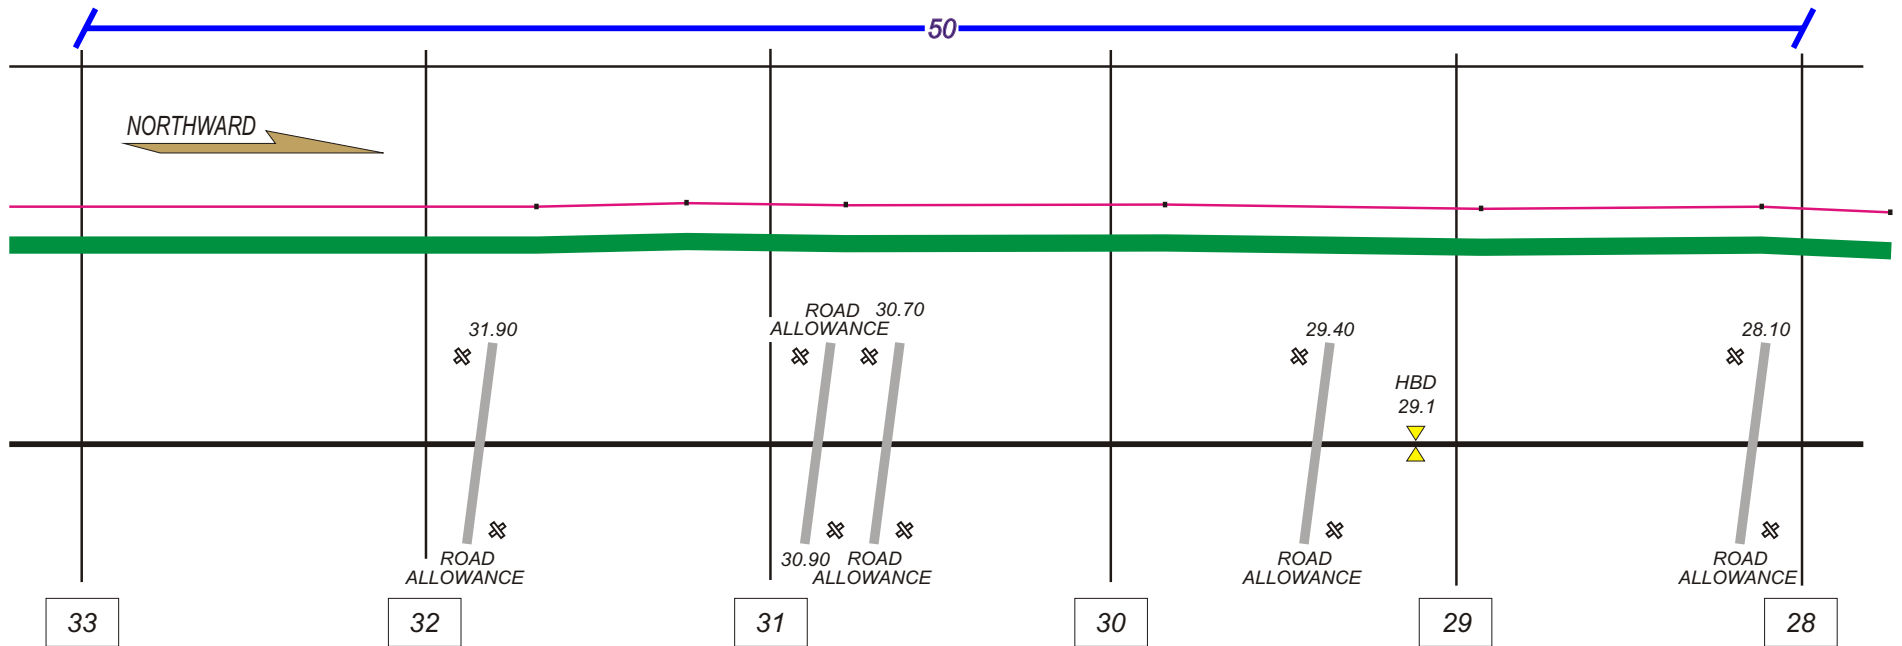 50
NORTHWARD
31.90
ROAD
ALLOWANCE
30.70
29.40
28.10
HBD
29.1
ROAD
ALLOWANCE
30.90
ROAD
ALLOWANCE
ROAD
ALLOWANCE
ROAD
ALLOWANCE
33
32
31
30
29
28